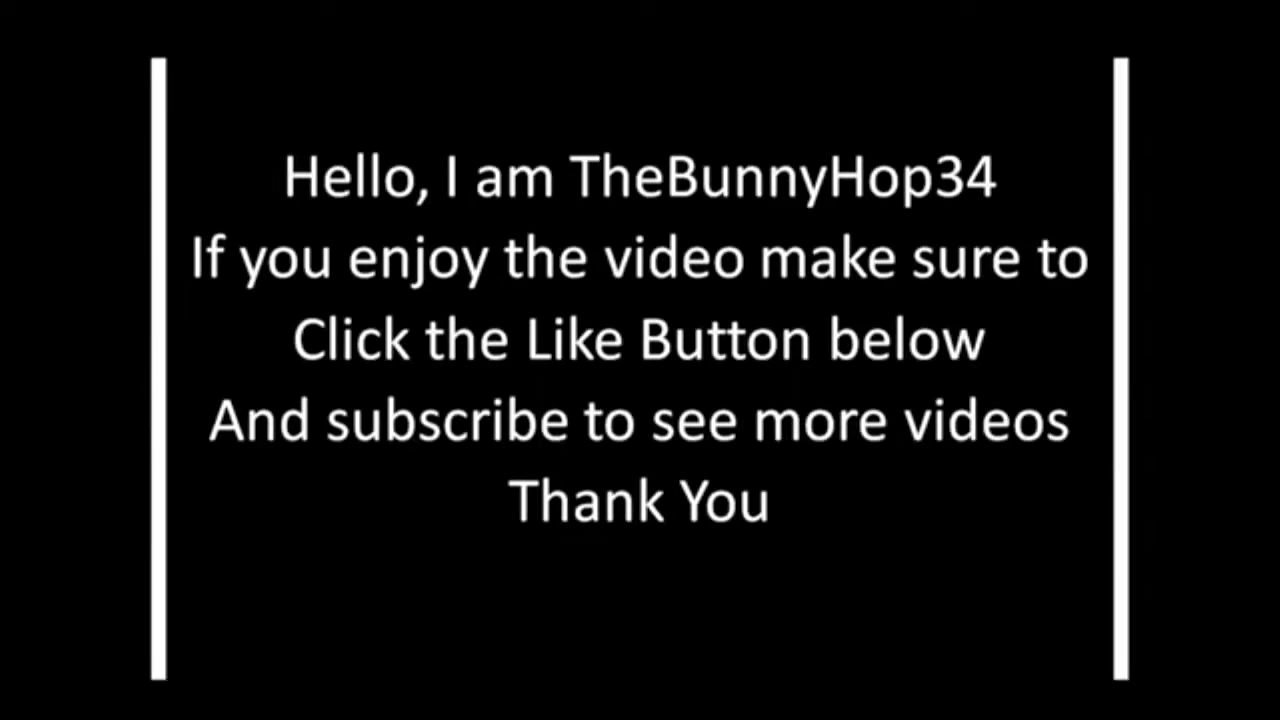 Hello, I am TheBunnyHop34
If you enjoy the video make sure to
Click the Like Button below
And subscribe to see more videos
Thank You